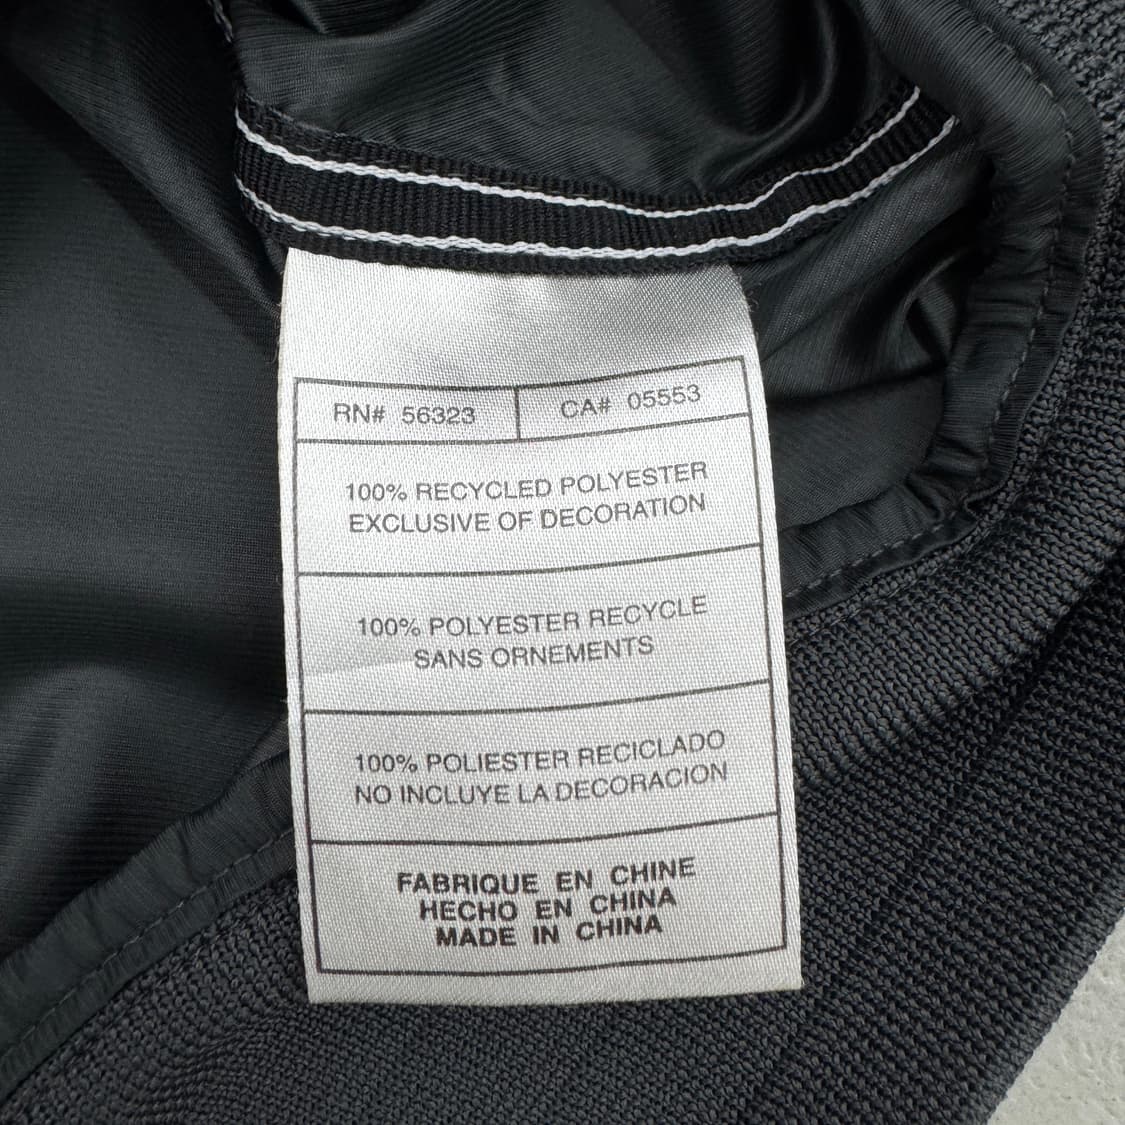 RN# 56323 CA# 05553
100% RECYCLED POLYESTER
EXCLUSIVE OF DECORATION
100% POLYESTER RECYCLE
SANS ORNEMENTS
100% POLIESTER RECICLADO
NO INCLUYE LA DECORACION
FABRIQUE EN CHINE
HECHO EN CHINA
MADE IN CHINA